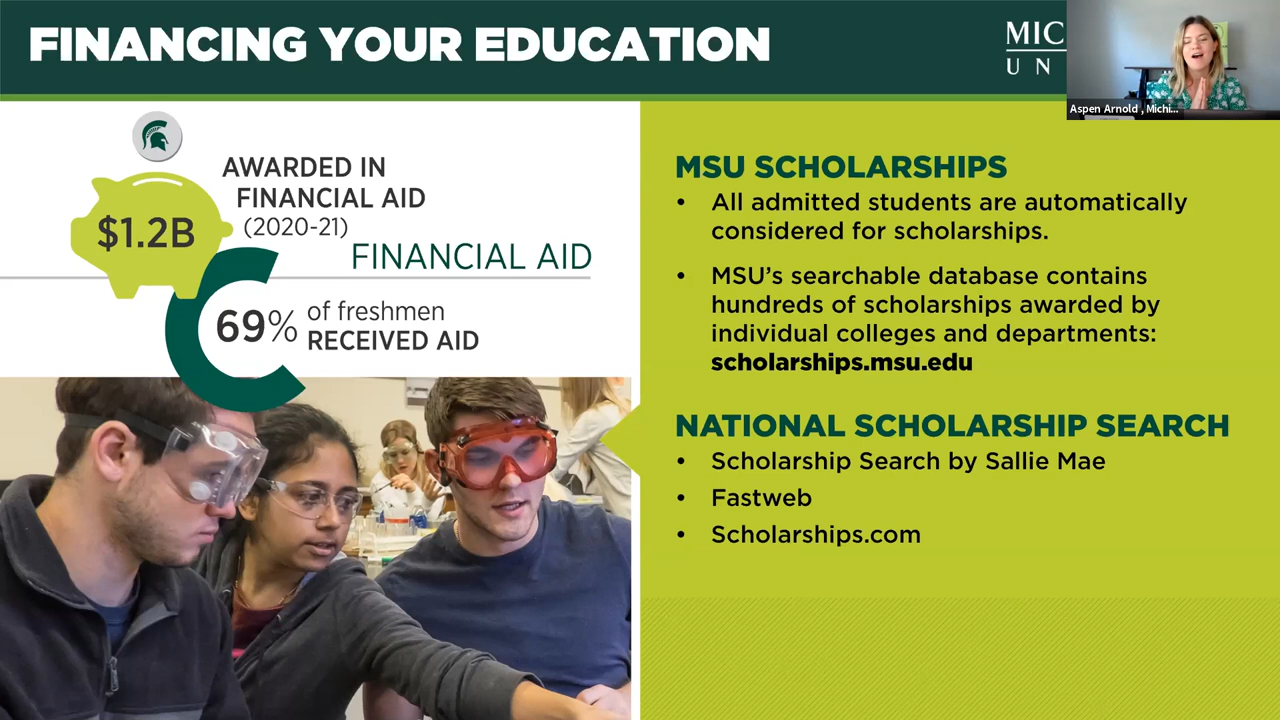 FINANCING YOUR EDUCATION
MIC
UN
Aspen Arnold , Michi...
$1.2B
AWARDED IN
FINANCIAL AID
(2020-21)
FINANCIAL AID
69% of freshmen
RECEIVED AID
MSU SCHOLARSHIPS
• All admitted students are automatically
considered for scholarships.
• MSU's searchable database contains
hundreds of scholarships awarded by
individual colleges and departments:
scholarships.msu.edu
NATIONAL SCHOLARSHIP SEARCH
• Scholarship Search by Sallie Mae
• Fastweb
• Scholarships.com